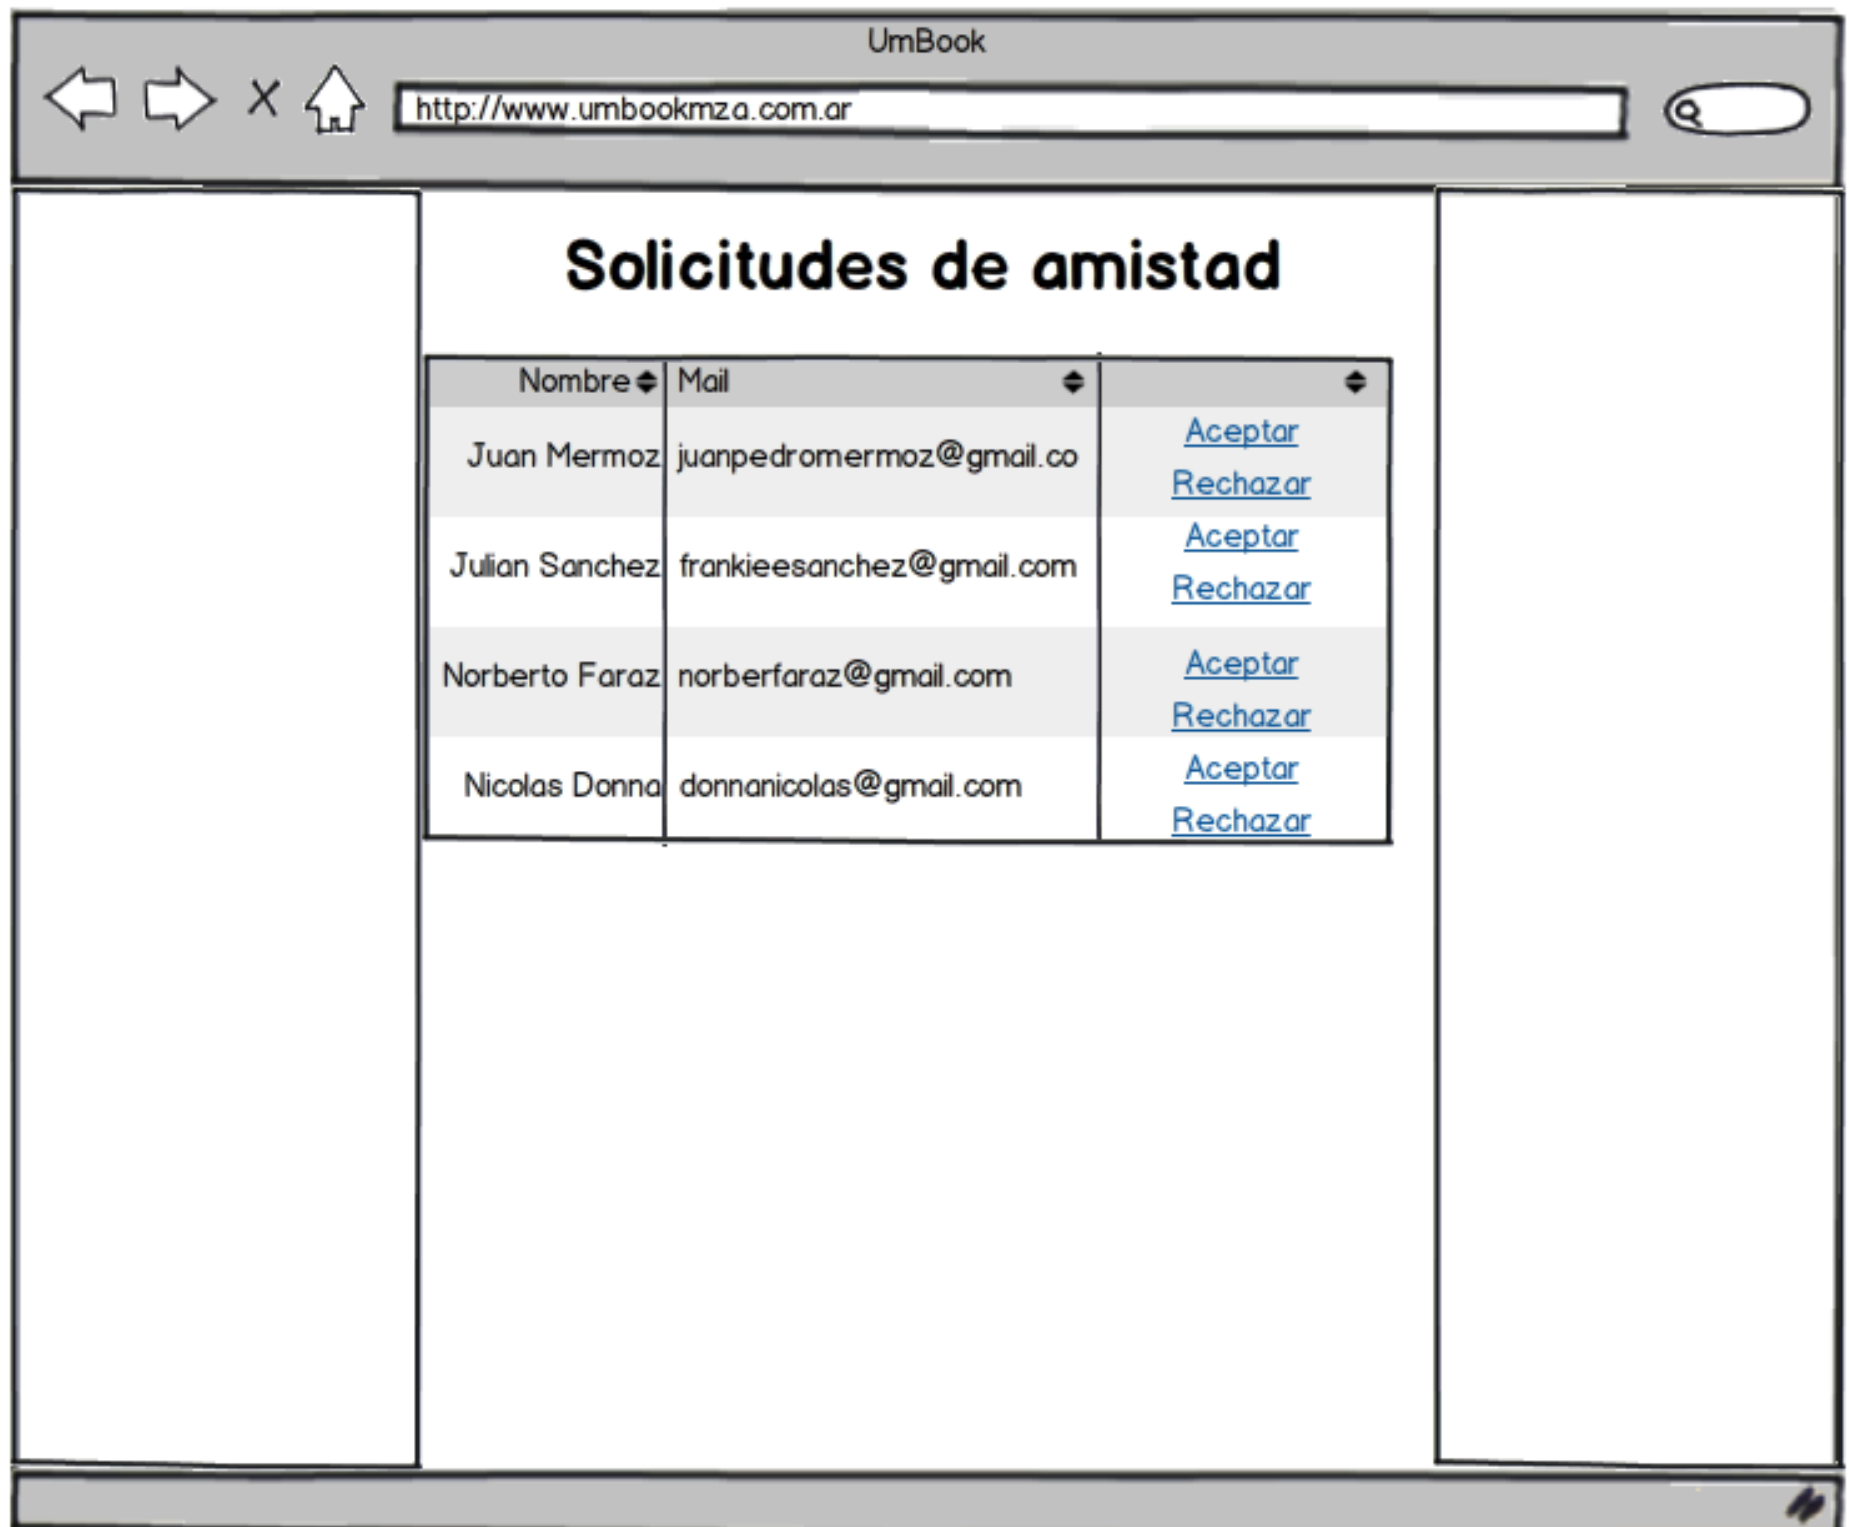 UmBook
http://www.umbookmza.com.ar
Solicitudes de amistad
Nombre Mail
Juan Mermoz juanpedromermoz@gmail.co
Aceptar
Rechazar
Julian Sanchez frankieesanchez@gmail.com
Aceptar
Rechazar
Norberto Faraz norberfaraz@gmail.com
Aceptar
Rechazar
Nicolas Donna donnanicolas@gmail.com
Aceptar
Rechazar